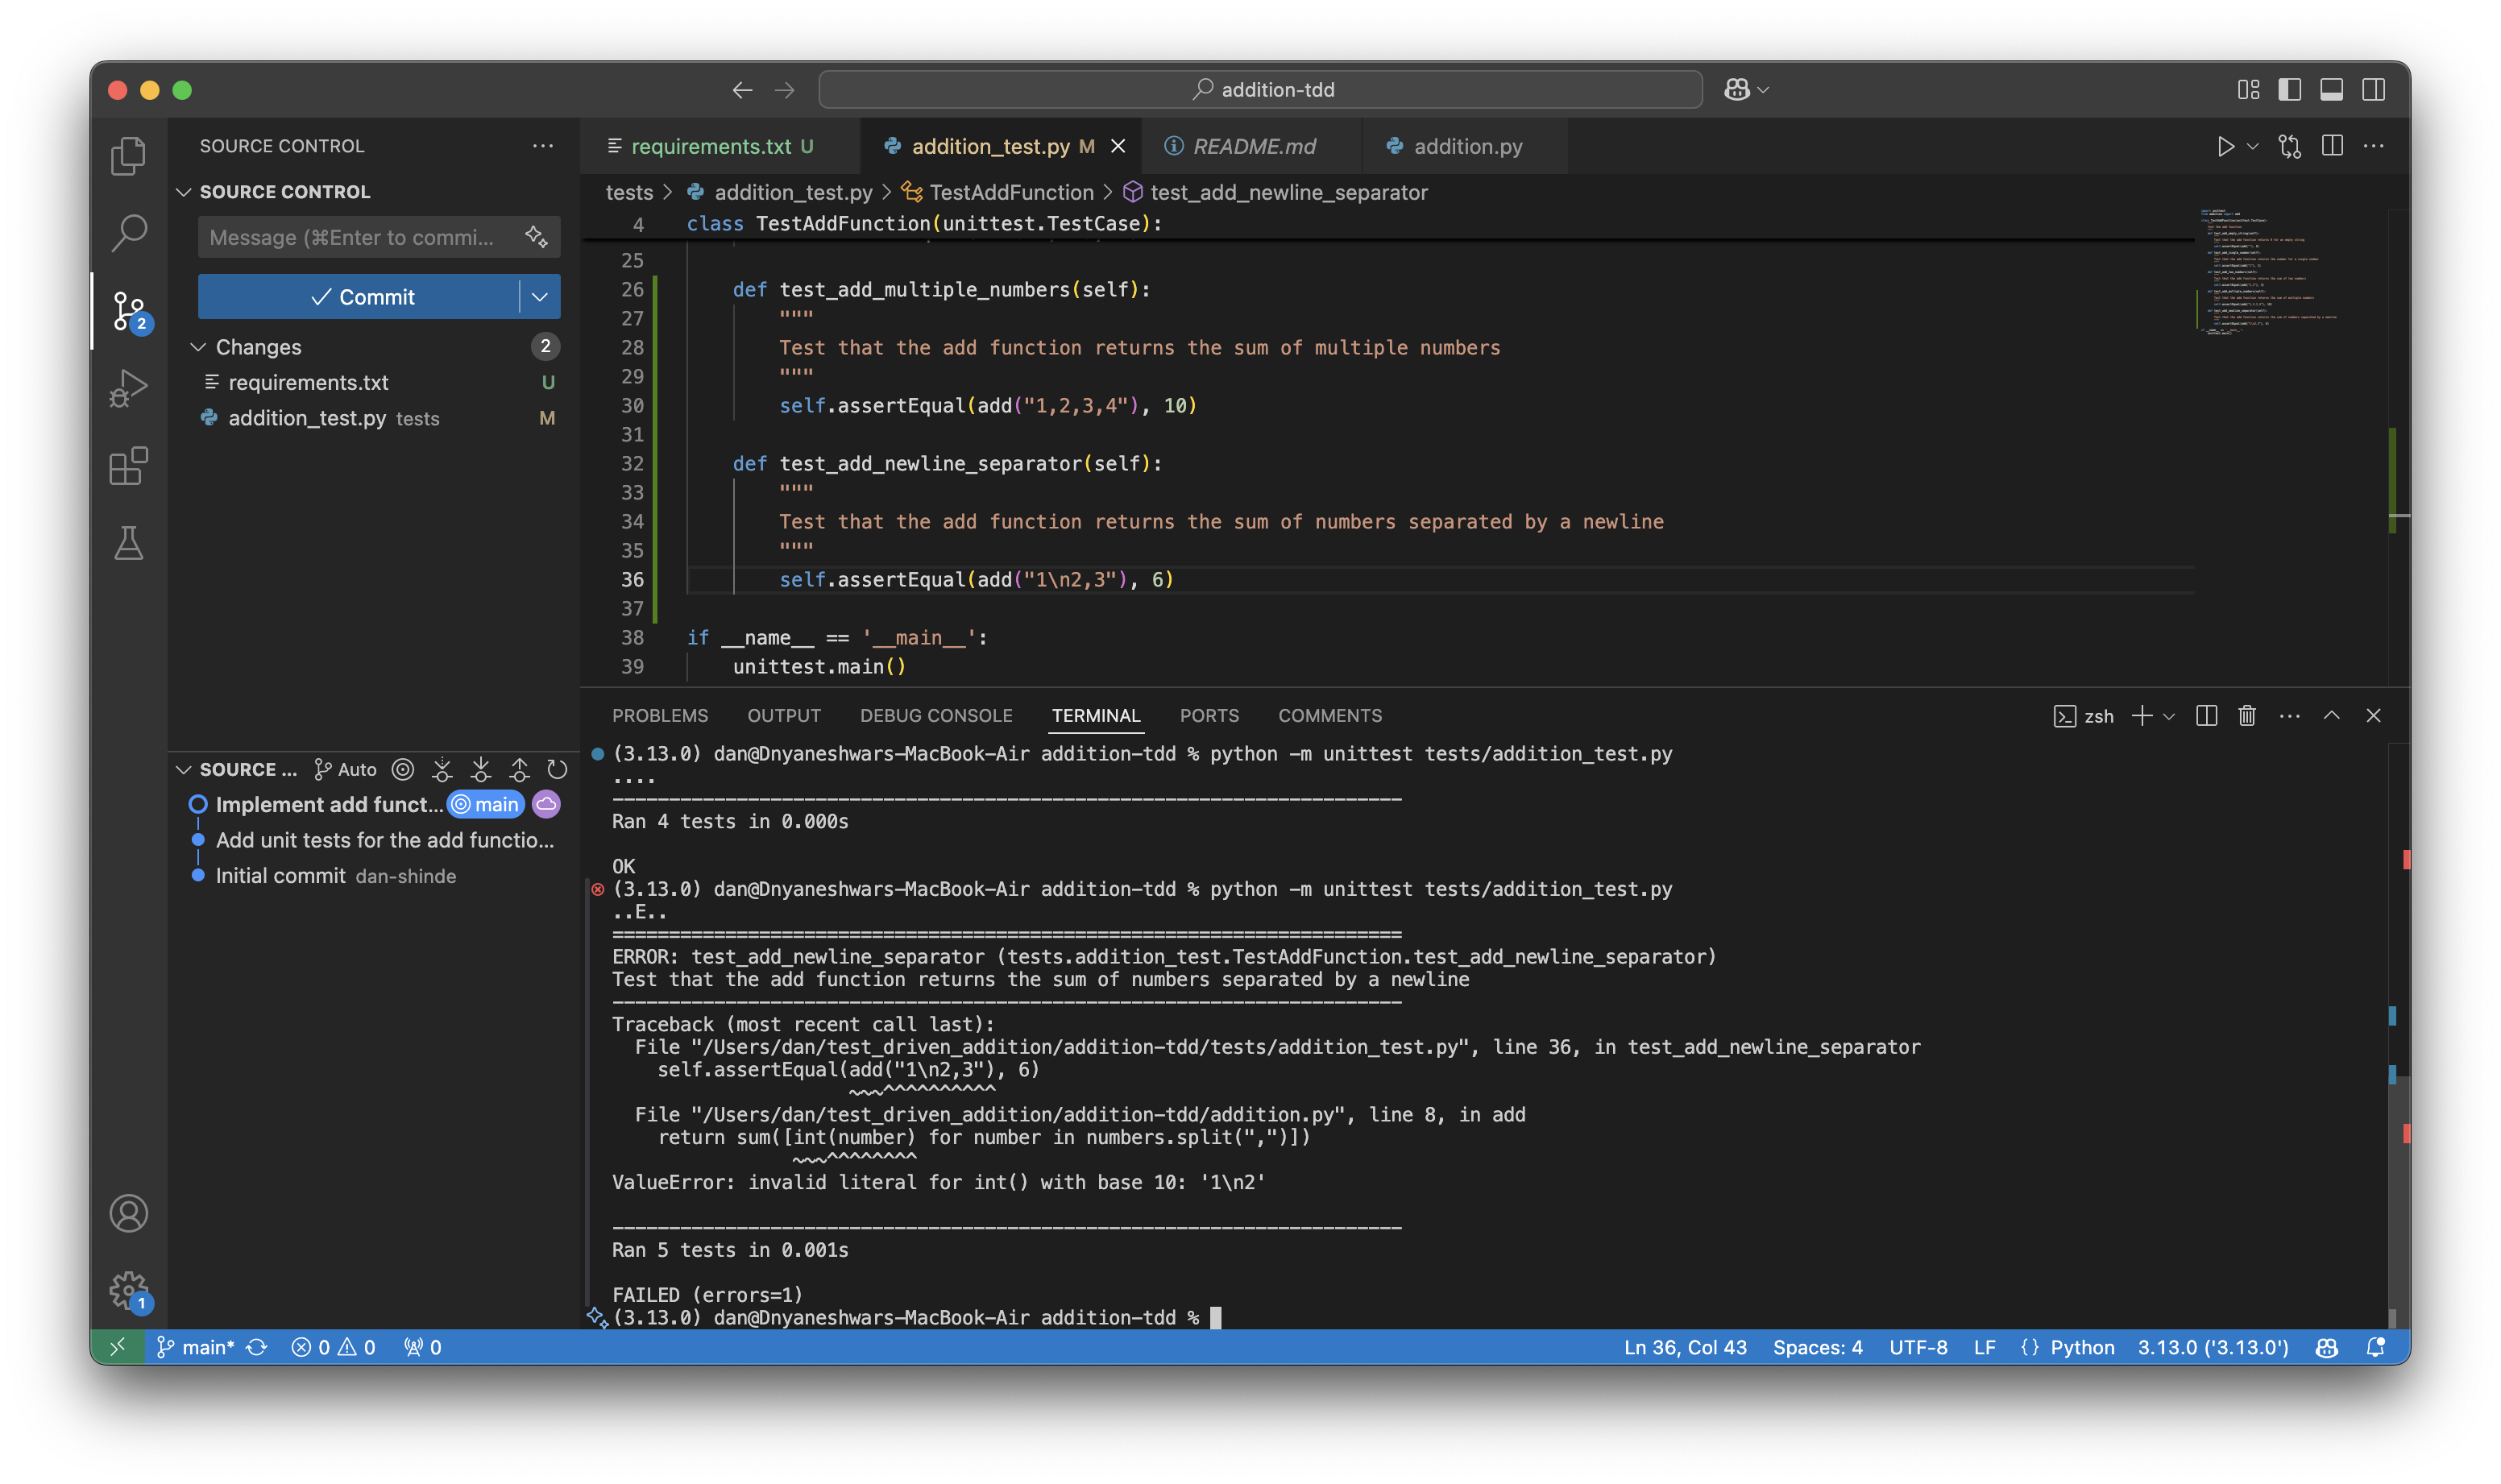 addition-tdd
SOURCE CONTROL
requirements.txt U
addition_test.py M
README.md
addition.py
SOURCE CONTROL
tests > addition_test.py > TestAddFunction > test_add_newline_separator
Message (⌘Enter to commi...
Commit
Changes 2
requirements.txt U
addition_test.py tests M
2
4 class TestAddFunction(unittest.TestCase):
25
26 def test_add_multiple_numbers(self):
27 """
28 Test that the add function returns the sum of multiple numbers
29 """
30 self.assertEqual(add("1,2,3,4"), 10)
31
32 def test_add_newline_separator(self):
33 """
34 Test that the add function returns the sum of numbers separated by a newline
35 """
36 self.assertEqual(add("1\n2,3"), 6)
37
38 if __name__ == '__main__':
39 unittest.main()
SOURCE ... Auto
Implement add funct... main
Add unit tests for the add functio...
Initial commit dan-shinde
PROBLEMS OUTPUT DEBUG CONSOLE TERMINAL PORTS COMMENTS zsh
(3.13.0) dan@Dnyaneshwars-MacBook-Air addition-tdd % python -m unittest tests/addition_test.py
....
----------------------------------------------------------------------
Ran 4 tests in 0.000s
OK
(3.13.0) dan@Dnyaneshwars-MacBook-Air addition-tdd % python -m unittest tests/addition_test.py
..E..
======================================================================
ERROR: test_add_newline_separator (tests.addition_test.TestAddFunction.test_add_newline_separator)
Test that the add function returns the sum of numbers separated by a newline
----------------------------------------------------------------------
Traceback (most recent call last):
File "/Users/dan/test_driven_addition/addition-tdd/tests/addition_test.py", line 36, in test_add_newline_separator
self.assertEqual(add("1\n2,3"), 6)
~~~^^^^^^^^^^
File "/Users/dan/test_driven_addition/addition-tdd/addition.py", line 8, in add
return sum([int(number) for number in numbers.split(",")])
~~~^^^^^^^^
ValueError: invalid literal for int() with base 10: '1\n2'
----------------------------------------------------------------------
Ran 5 tests in 0.001s
FAILED (errors=1)
(3.13.0) dan@Dnyaneshwars-MacBook-Air addition-tdd %
1
main* 0 0 0 Ln 36, Col 43 Spaces: 4 UTF-8 LF {} Python 3.13.0 ('3.13.0')